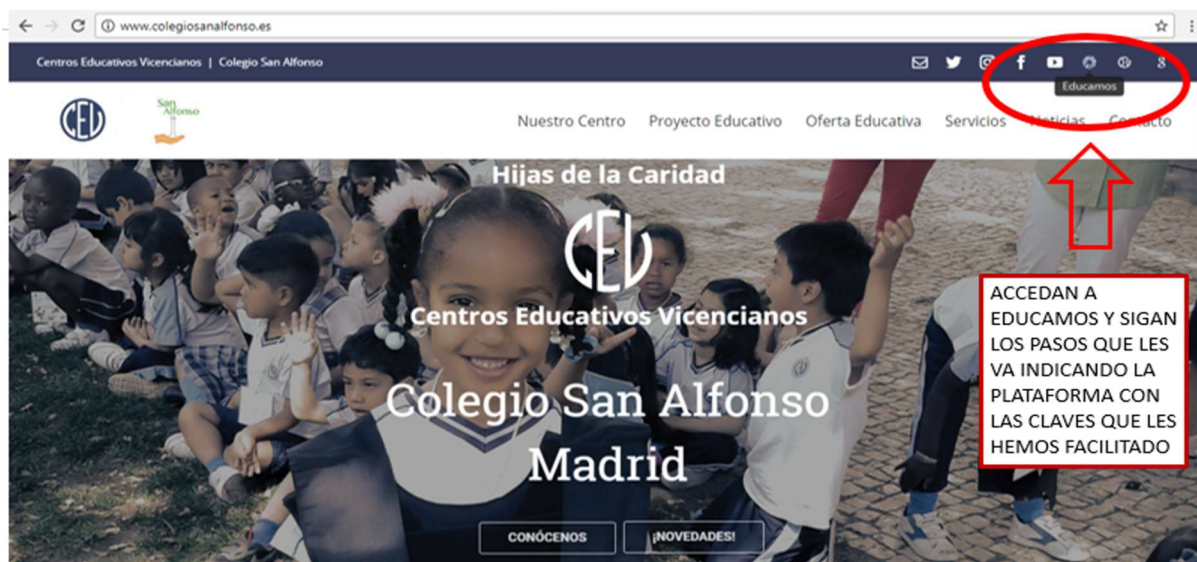 www.colegiosanalfonso.es
Centros Educativos Vicencianos | Colegio San Alfonso
Educamos
CEV
San Alfonso
Nuestro Centro Proyecto Educativo Oferta Educativa Servicios Noticias Contacto
Hijas de la Caridad
CEV
Centros Educativos Vicencianos
Colegio San Alfonso
Madrid
CONÓCENOS ¡NOVEDADES!
ACCEDAN A
EDUCAMOS Y SIGAN
LOS PASOS QUE LES
VA INDICANDO LA
PLATAFORMA CON
LAS CLAVES QUE LES
HEMOS FACILITADO